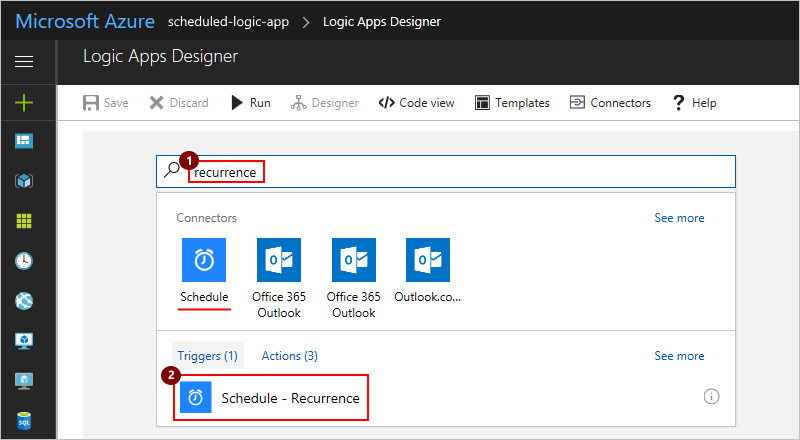 Microsoft Azure scheduled-logic-app > Logic Apps Designer
Logic Apps Designer
Save Discard Run Designer Code view Templates Connectors ? Help
1
recurrence
Connectors See more
Schedule Office 365 Office 365 Outlook.co...
Outlook Outlook
Triggers (1) Actions (3) See more
2
Schedule - Recurrence
SQL